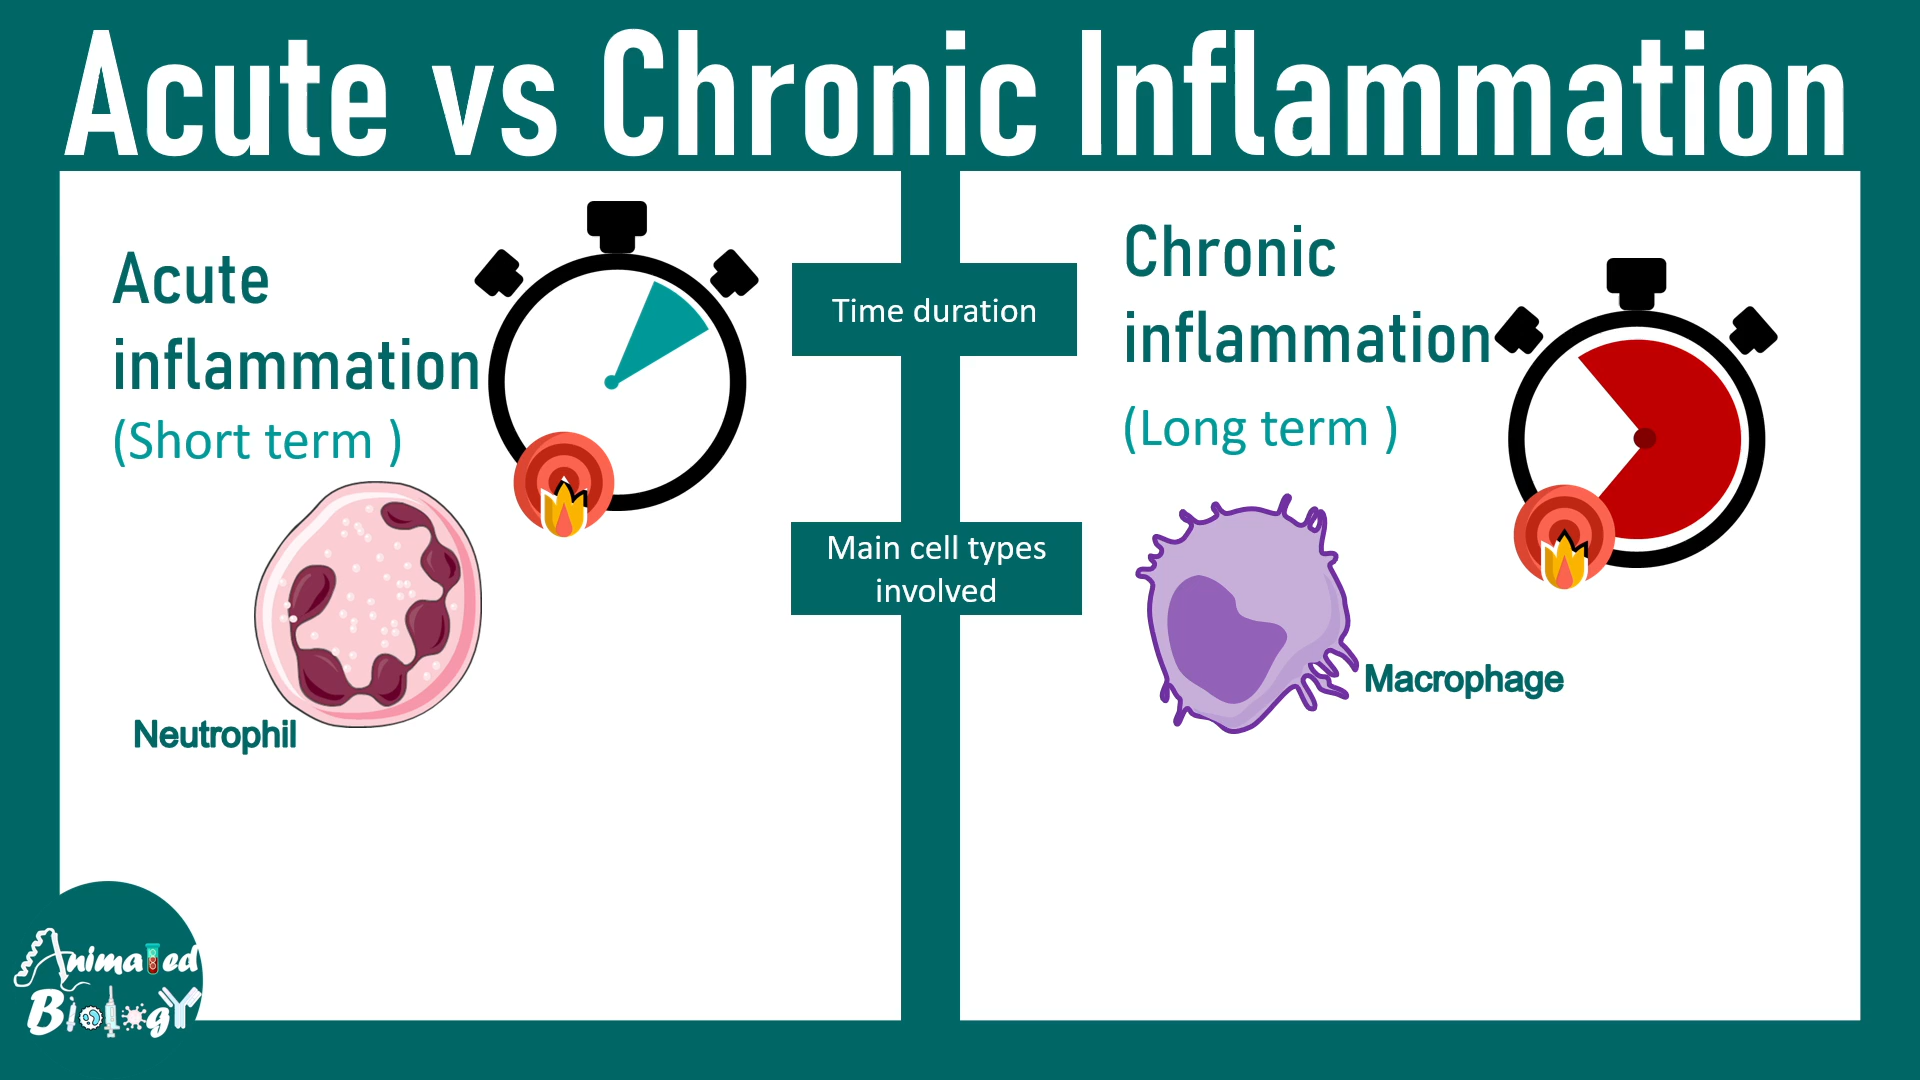 Acute vs Chronic Inflammation
Acute
inflammation
(Short term )
Neutrophil
Time duration
Main cell types
involved
Chronic
inflammation
(Long term )
Macrophage
Animated
Biology